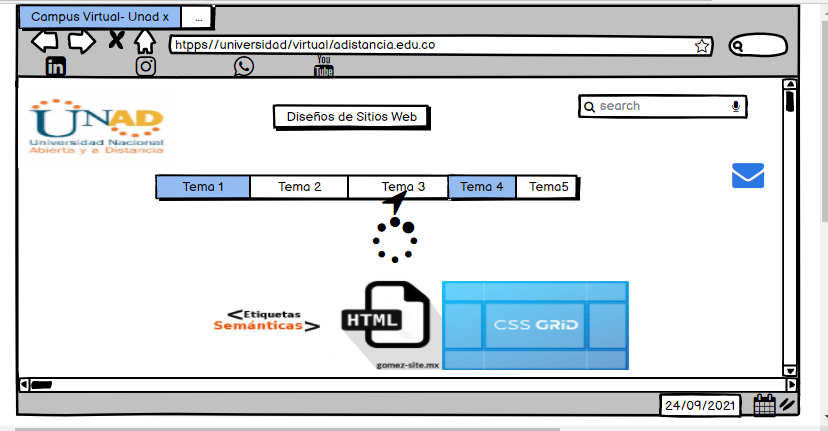 Campus Virtual- Unad x
...
htpps//universidad/virtual/adistancia.edu.co
in
You
Tube
UNAD
Universidad Nacional
Abierta y a Distancia
Diseños de Sitios Web
search
Tema 1
Tema 2
Tema 3
Tema 4
Tema5
<Etiquetas
Semánticas>
HTML
gomez-site.mx
CSS GRiD
24/09/2021